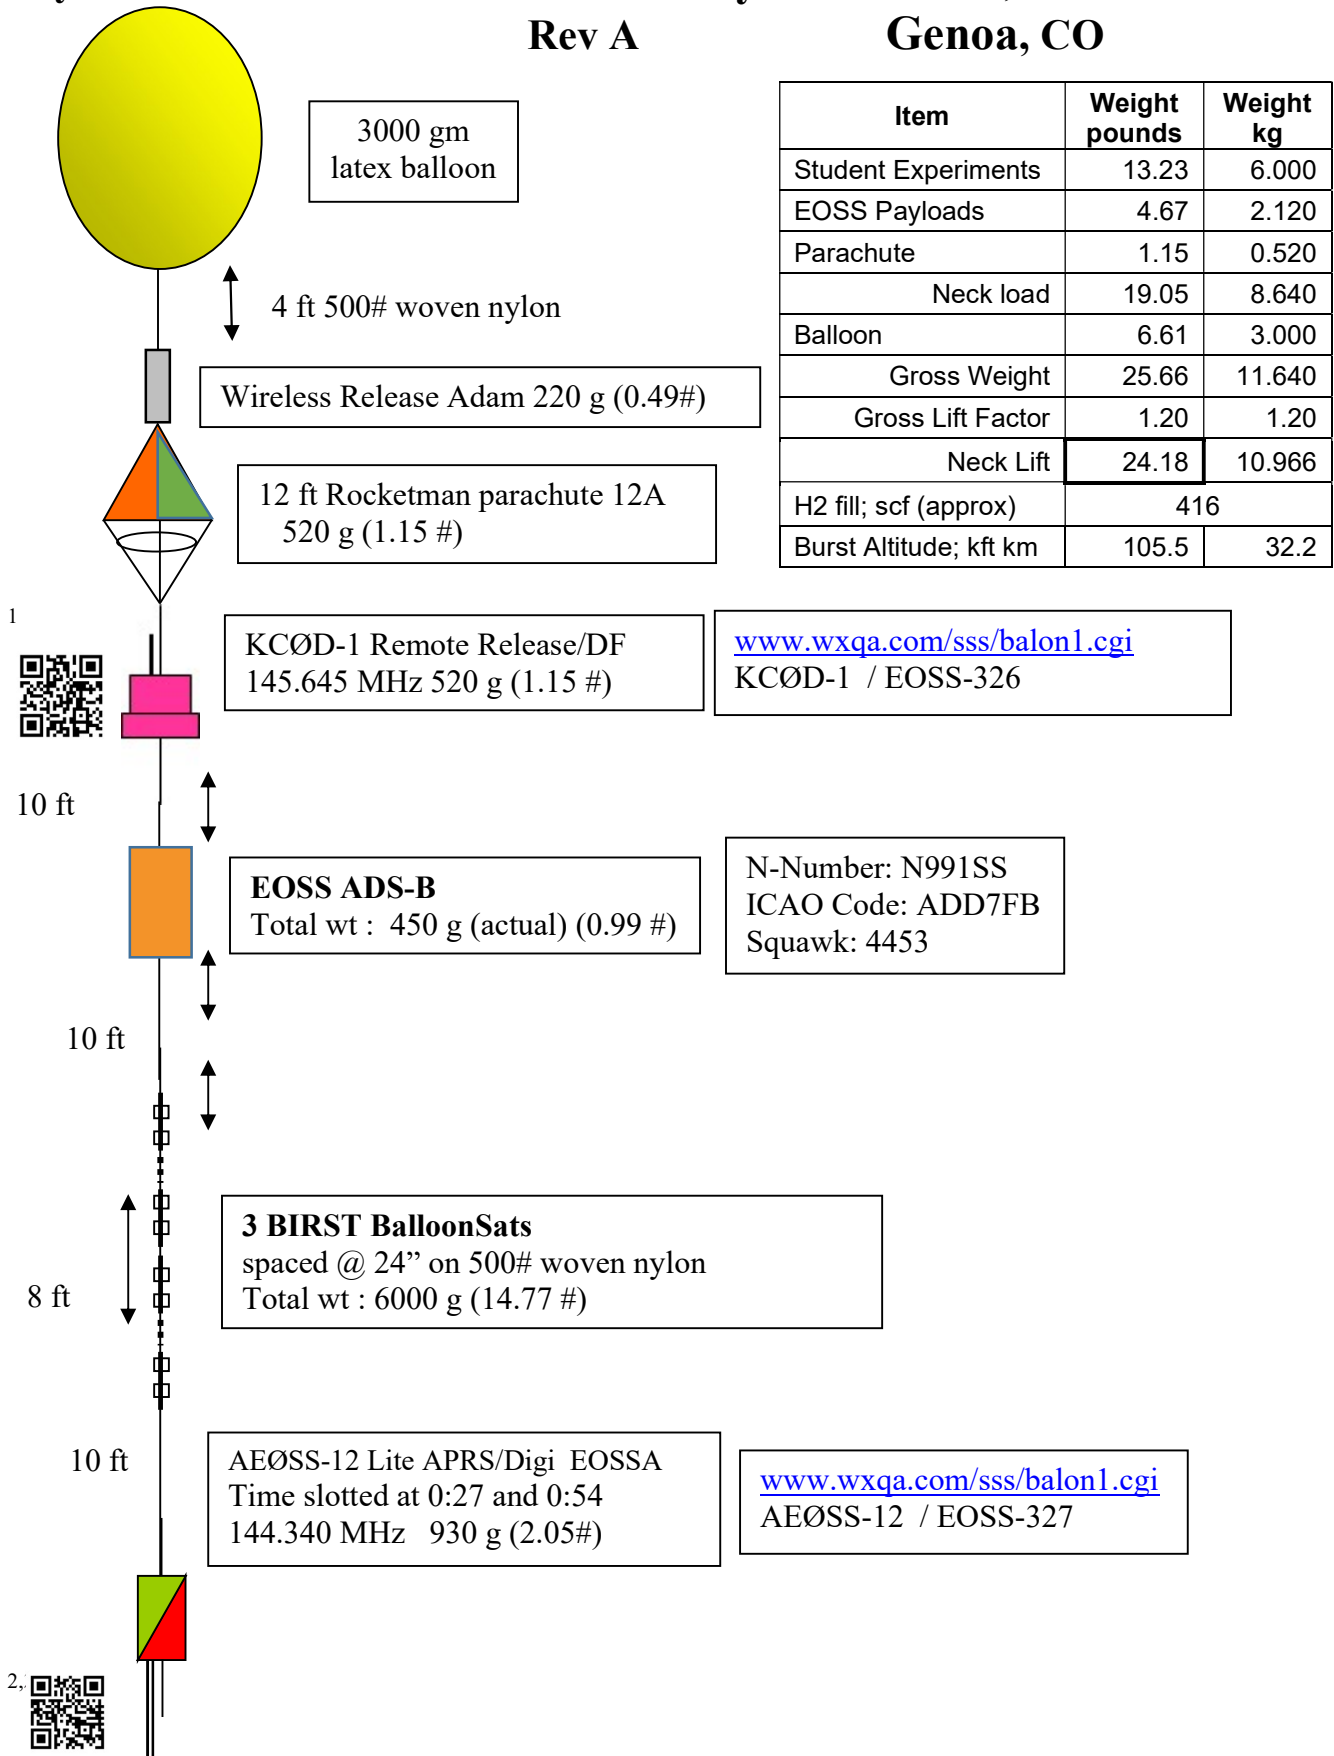 Rev A Genoa, CO
3000 gm
latex balloon
Item Weight pounds Weight kg
Student Experiments 13.23 6.000
EOSS Payloads 4.67 2.120
Parachute 1.15 0.520
Neck load 19.05 8.640
Balloon 6.61 3.000
Gross Weight 25.66 11.640
Gross Lift Factor 1.20 1.20
Neck Lift 24.18 10.966
H2 fill; scf (approx) 416
Burst Altitude; kft km 105.5 32.2
4 ft 500# woven nylon
Wireless Release Adam 220 g (0.49#)
12 ft Rocketman parachute 12A
520 g (1.15 #)
1
KCØD-1 Remote Release/DF
145.645 MHz 520 g (1.15 #)
www.wxqa.com/sss/balon1.cgi
KCØD-1 / EOSS-326
10 ft
EOSS ADS-B
Total wt : 450 g (actual) (0.99 #)
N-Number: N991SS
ICAO Code: ADD7FB
Squawk: 4453
10 ft
3 BIRST BalloonSats
spaced @ 24” on 500# woven nylon
Total wt : 6000 g (14.77 #)
8 ft
10 ft
AEØSS-12 Lite APRS/Digi EOSSA
Time slotted at 0:27 and 0:54
144.340 MHz 930 g (2.05#)
www.wxqa.com/sss/balon1.cgi
AEØSS-12 / EOSS-327
2,